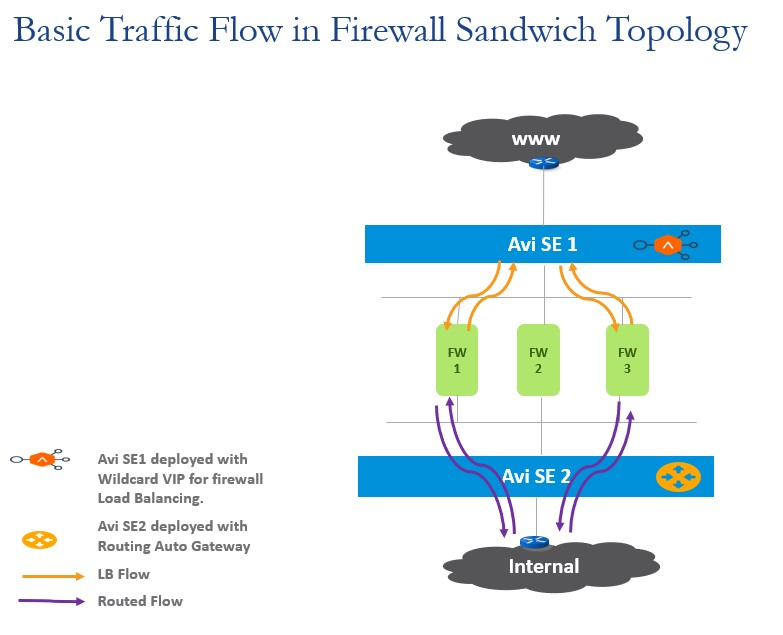 Basic Traffic Flow in Firewall Sandwich Topology
www
Avi SE 1
FW
1
FW
2
FW
3
Avi SE 2
Internal
Avi SE1 deployed with
Wildcard VIP for firewall
Load Balancing.
Avi SE2 deployed with
Routing Auto Gateway
LB Flow
Routed Flow